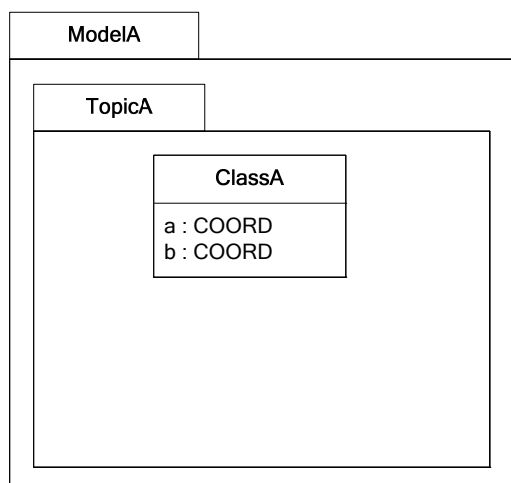 ModelA
TopicA
ClassA
a : COORD
b : COORD